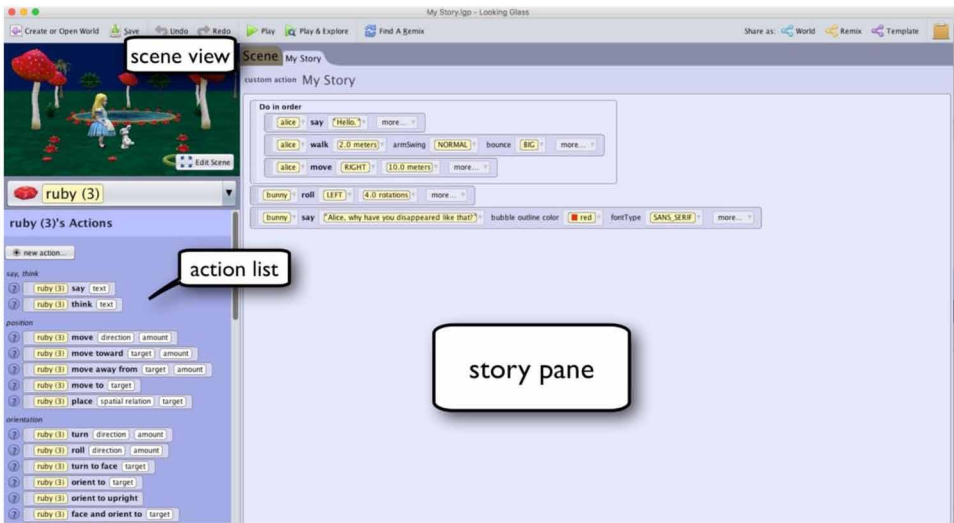 My Story.lgp - Looking Glass
Create or Open World Save Undo Redo Play Play & Explore Find A Remix Share as: World Remix Template
scene view
Scene My Story
custom action My Story
Do in order
alice say "Hello." more...
alice walk 2.0 meters armSwing NORMAL bounce BIG more...
alice move RIGHT 10.0 meters more...
bunny roll LEFT 4.0 rotations more...
bunny say "Alice, why have you disappeared like that?" bubble outline color red fontType SANS_SERIF more...
Edit Scene
ruby (3)
ruby (3)'s Actions
new action...
action list
say, think
? ruby (3) say text
? ruby (3) think text
position
? ruby (3) move direction amount
? ruby (3) move toward target amount
? ruby (3) move away from target amount
? ruby (3) move to target
? ruby (3) place spatial relation target
orientation
? ruby (3) turn direction amount
? ruby (3) roll direction amount
? ruby (3) turn to face target
? ruby (3) orient to target
? ruby (3) orient to upright
? ruby (3) face and orient to target
story pane